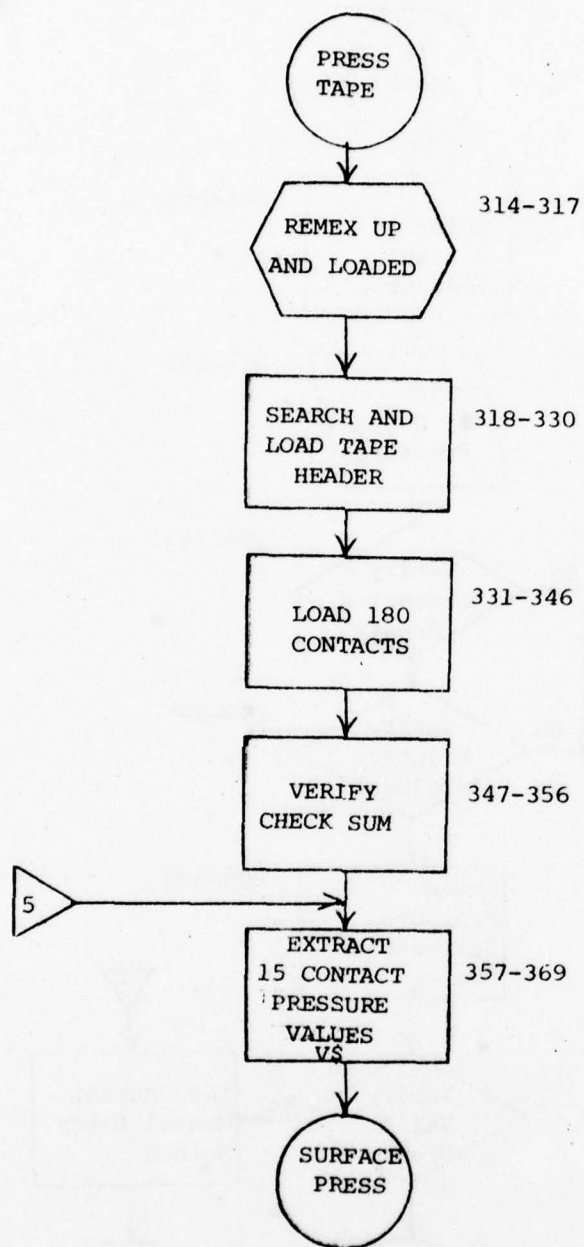 PRESS
TAPE
REMEX UP
AND LOADED
314-317
SEARCH AND
LOAD TAPE
HEADER
318-330
LOAD 180
CONTACTS
331-346
VERIFY
CHECK SUM
347-356
5
EXTRACT
15 CONTACT
PRESSURE
VALUES
V$
357-369
SURFACE
PRESS